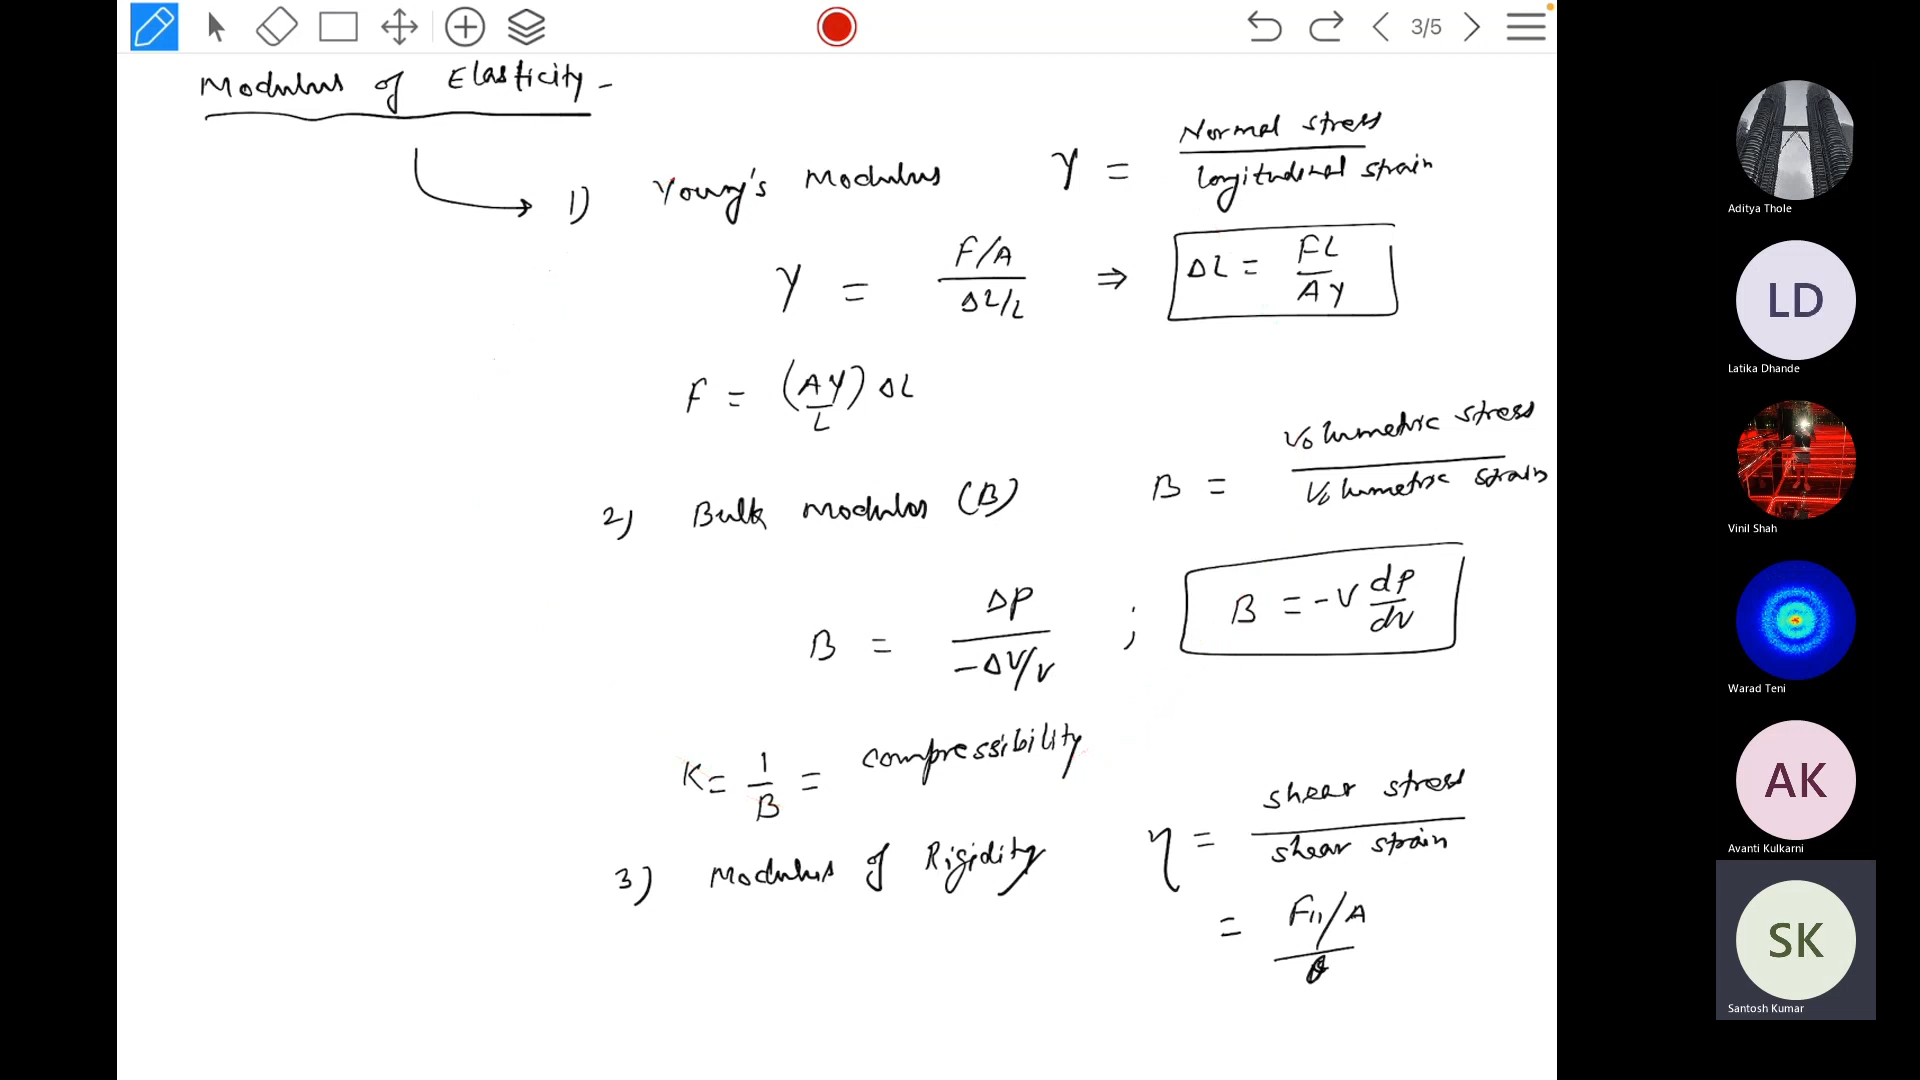 3/5
Modulus of Elasticity -
1) Young's Modulus Y = Normal stress / longitudinal strain
Y = F/A / ΔL/L ⇒ ΔL = FL / AY
F = (AY / L) ΔL
2) Bulk modulus (B) B = Volumetric stress / Volumetric strain
B = ΔP / -ΔV/V ; B = -V dP / dV
K = 1 / B = compressibility
3) Modulus of Rigidity η = shear stress / shear strain
= F11/A / θ
Aditya Thole
LD
Latika Dhande
Vinil Shah
Warad Teni
AK
Avanti Kulkarni
SK
Santosh Kumar